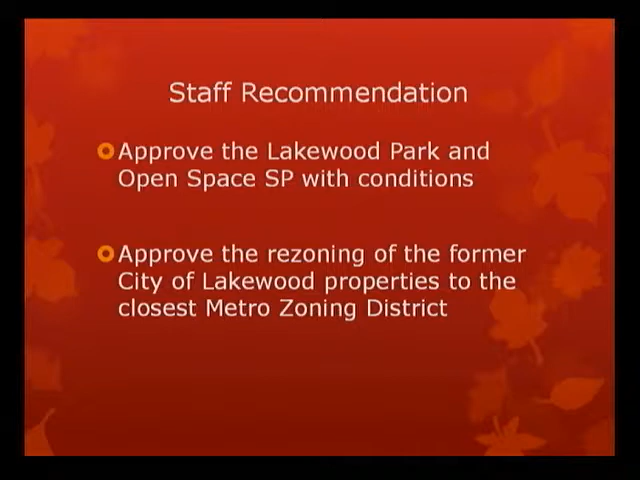 Staff Recommendation
Approve the Lakewood Park and
Open Space SP with conditions
Approve the rezoning of the former
City of Lakewood properties to the
closest Metro Zoning District